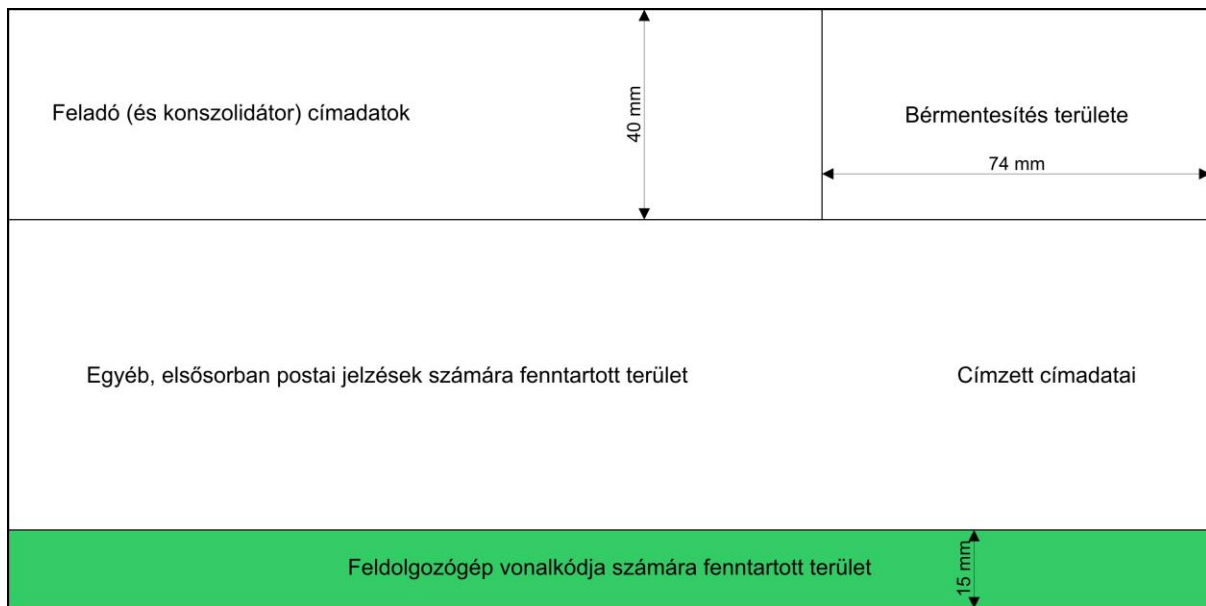 Feladó (és konszolidátor) címadatok
40 mm
Bérmentesítés területe
74 mm
Egyéb, elsősorban postai jelzések számára fenntartott terület
Címzett címadatai
Feldolgozógép vonalkódja számára fenntartott terület
15 mm